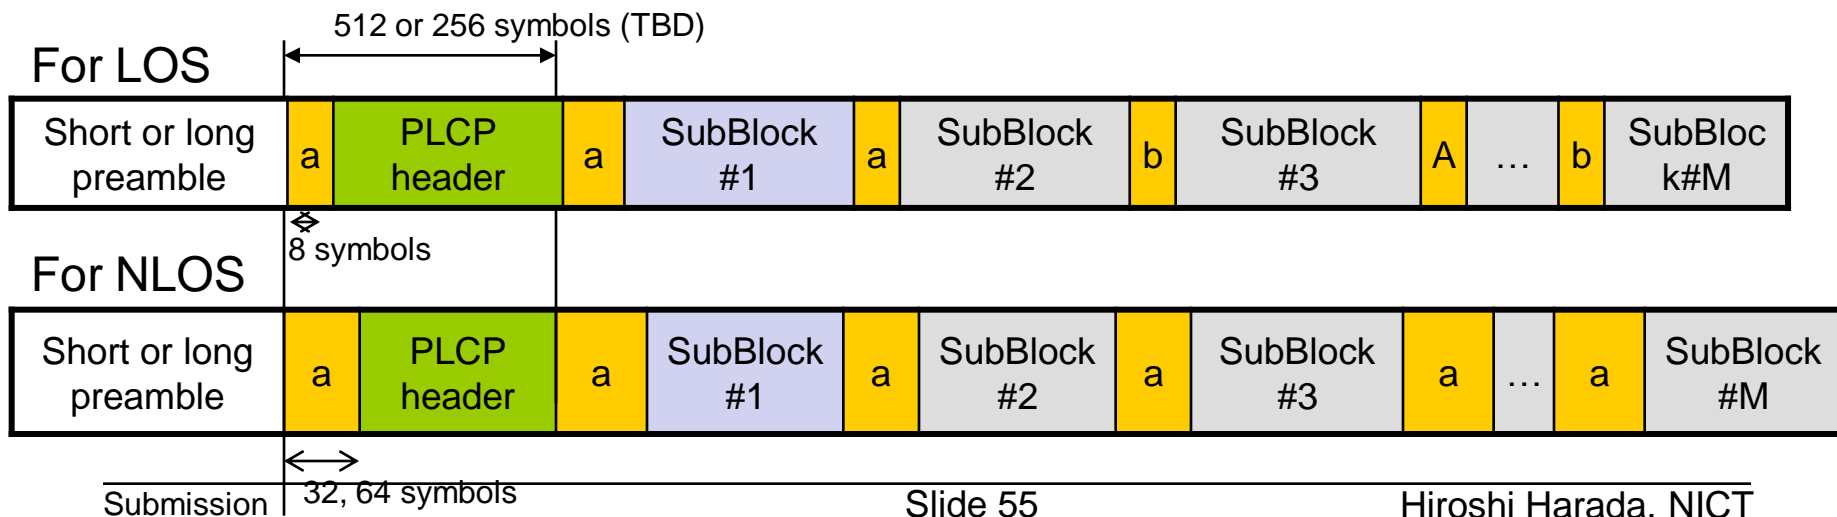 512 or 256 symbols (TBD)
For LOS
Short or long
preamble
a
PLCP
header
a
SubBlock
#1
a
SubBlock
#2
b
SubBlock
#3
A
...
b
SubBloc
k#M
8 symbols
For NLOS
Short or long
preamble
a
PLCP
header
a
SubBlock
#1
a
SubBlock
#2
a
SubBlock
#3
a
...
a
SubBlock
#M
32, 64 symbols
Submission
Slide 55
Hiroshi Harada, NICT